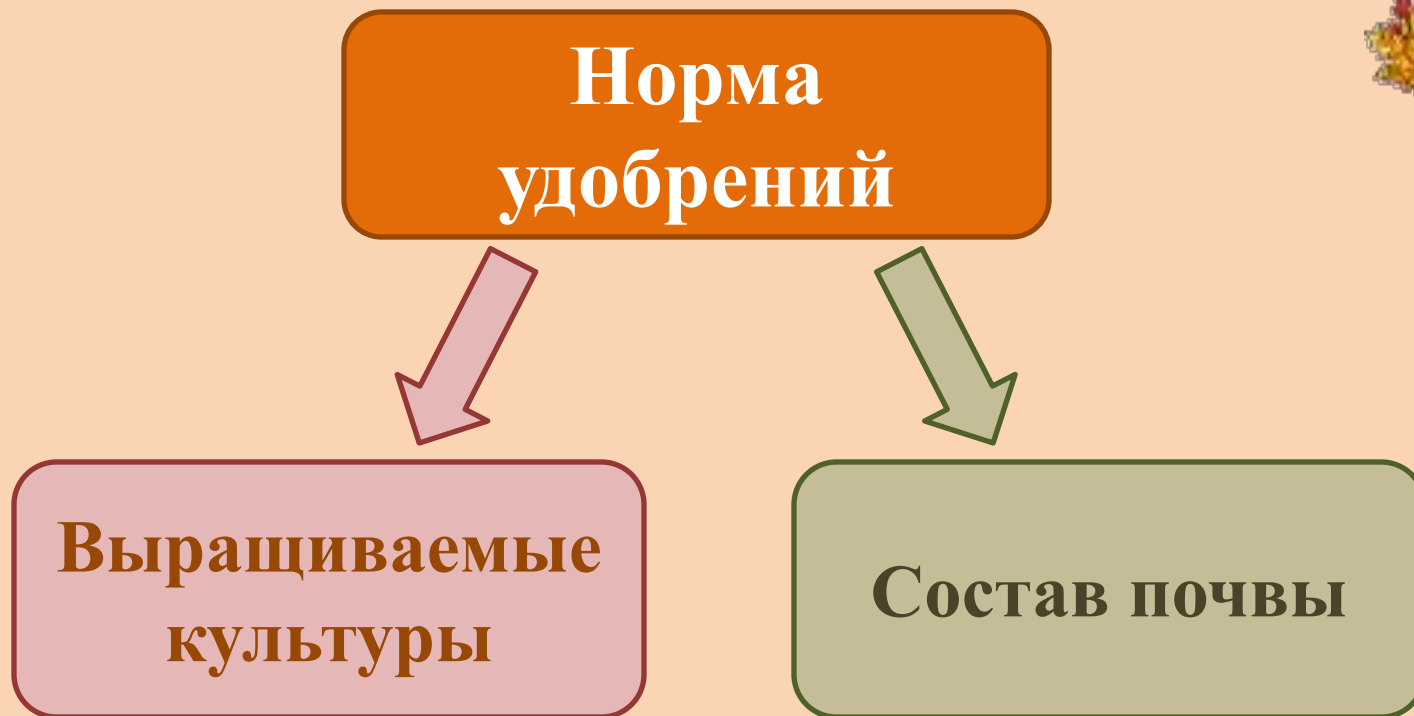 Норма
удобрений
Выращиваемые
культуры
Состав почвы